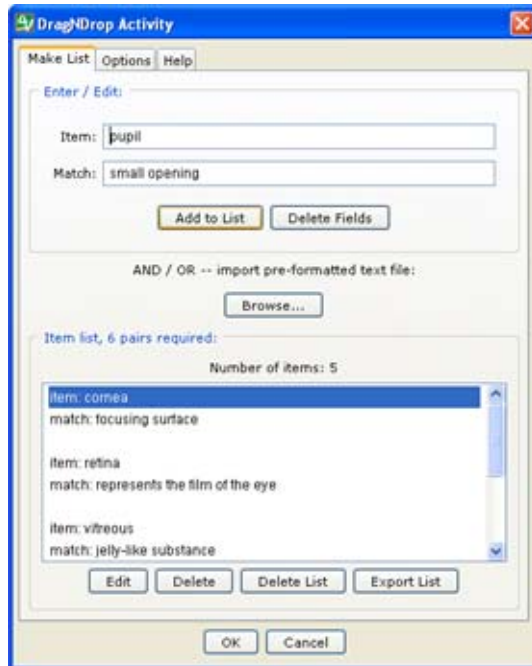 DragNDrop Activity
Make List Options Help
Enter / Edit:
Item: pupil
Match: small opening
Add to List Delete Fields
AND / OR -- import pre-formatted text file:
Browse...
Item list, 6 pairs required:
Number of items: 5
item: cornea
match: focusing surface
item: retina
match: represents the film of the eye
item: vitreous
match: jelly-like substance
Edit Delete Delete List Export List
OK Cancel